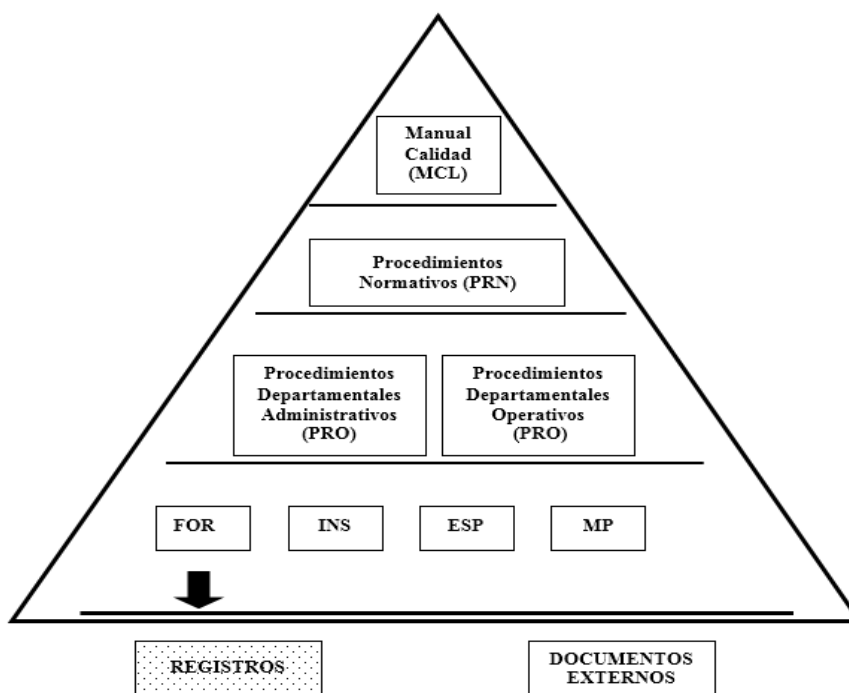 Manual
Calidad
(MCL)
Procedimientos
Normativos (PRN)
Procedimientos
Departamentales
Administrativos
(PRO)
Procedimientos
Departamentales
Operativos
(PRO)
FOR
INS
ESP
MP
REGISTROS
DOCUMENTOS
EXTERNOS